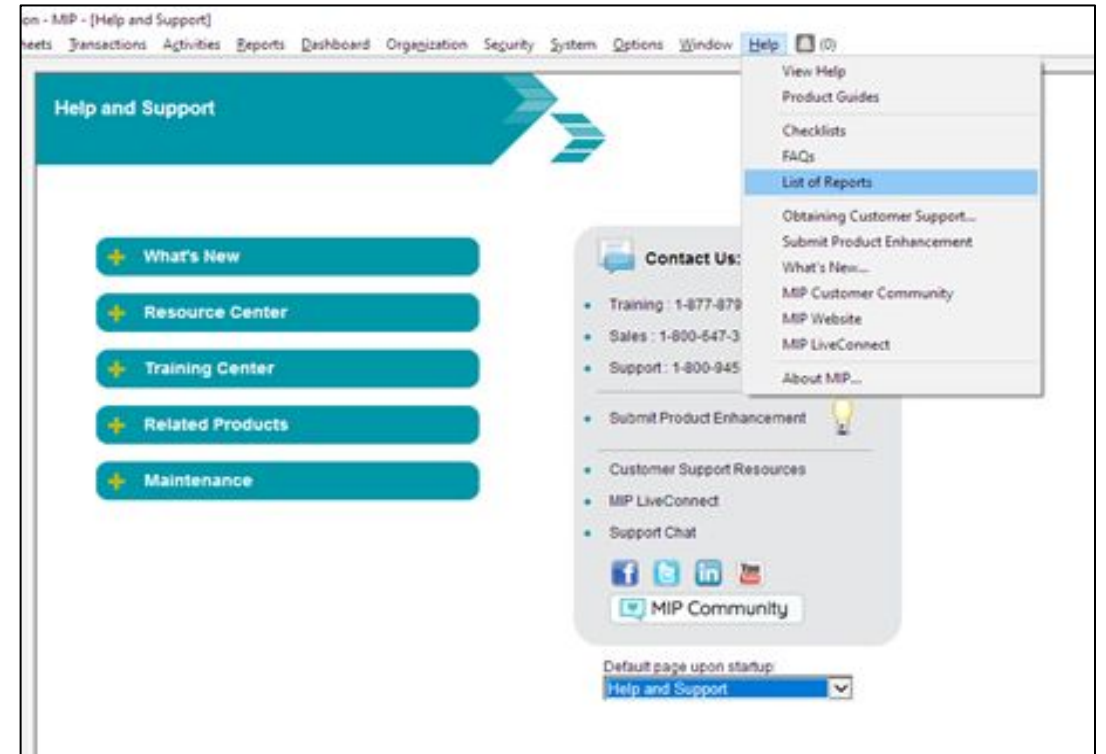 on - MIP - [Help and Support]
heets Transactions Activities Reports Dashboard Organization Security System Options Window Help (0)
View Help
Product Guides
Checklists
FAQs
List of Reports
Obtaining Customer Support...
Submit Product Enhancement
What's New...
MIP Customer Community
MIP Website
MIP LiveConnect
About MIP...
Help and Support
What's New
Resource Center
Training Center
Related Products
Maintenance
Contact Us:
Training : 1-877-879
Sales : 1-800-647-3
Support : 1-800-945
Submit Product Enhancement
Customer Support Resources
MIP LiveConnect
Support Chat
You
MIP Community
Default page upon startup:
Help and Support